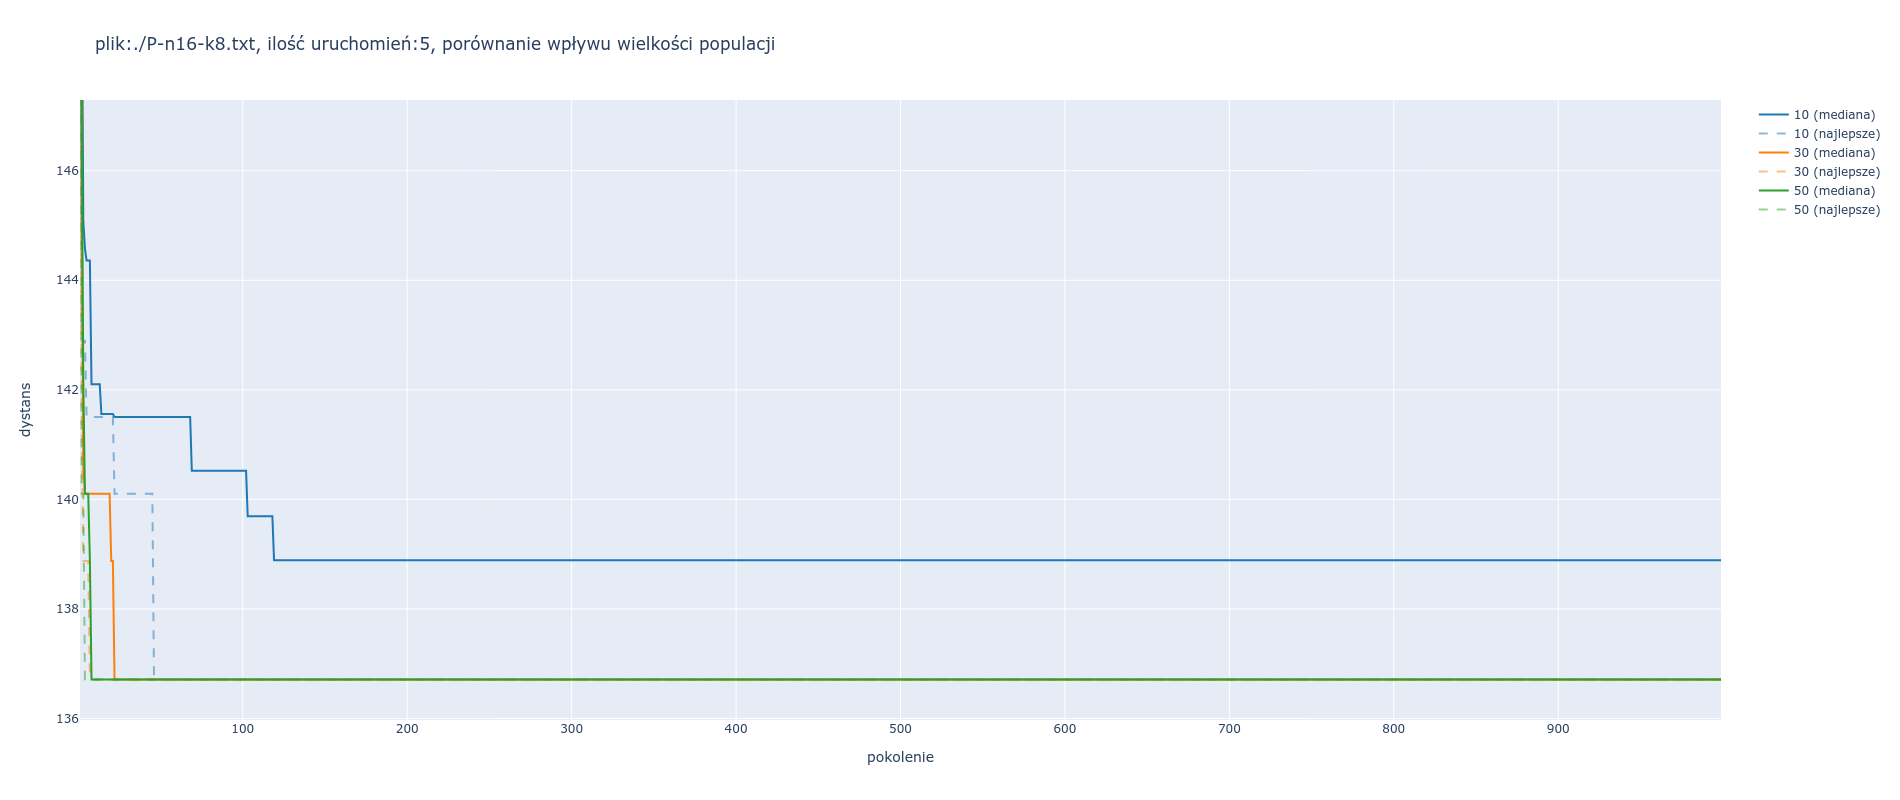 plik:./P-n16-k8.txt, ilość uruchomień:5, porównanie wpływu wielkości populacji
10 (mediana)
10 (najlepsze)
30 (mediana)
30 (najlepsze)
50 (mediana)
50 (najlepsze)
dystans
146
144
142
140
138
136
100 200 300 400 500 600 700 800 900
pokolenie